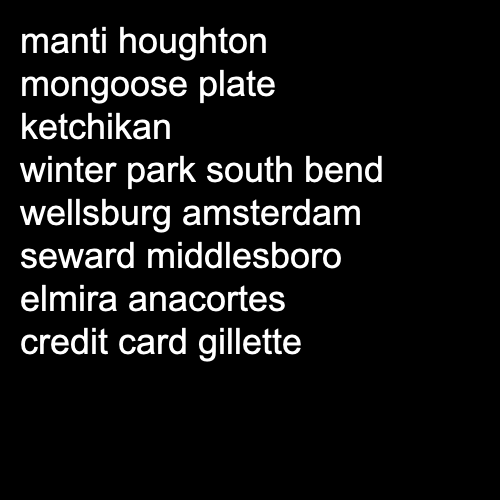 manti houghton
mongoose plate
ketchikan
winter park south bend
wellsburg amsterdam
seward middlesboro
elmira anacortes
credit card gillette